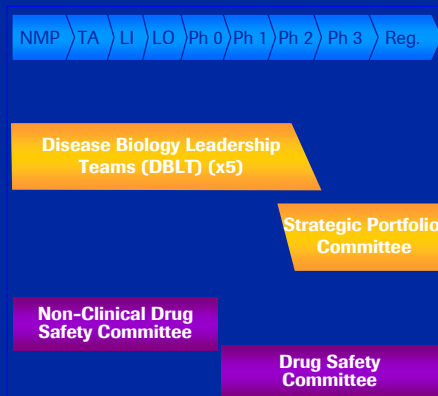 NMP TA LI LO Ph 0 Ph 1 Ph 2 Ph 3 Reg.
Disease Biology Leadership
Teams (DBLT) (x5)
Strategic Portfolio
Committee
Non-Clinical Drug
Safety Committee
Drug Safety
Committee